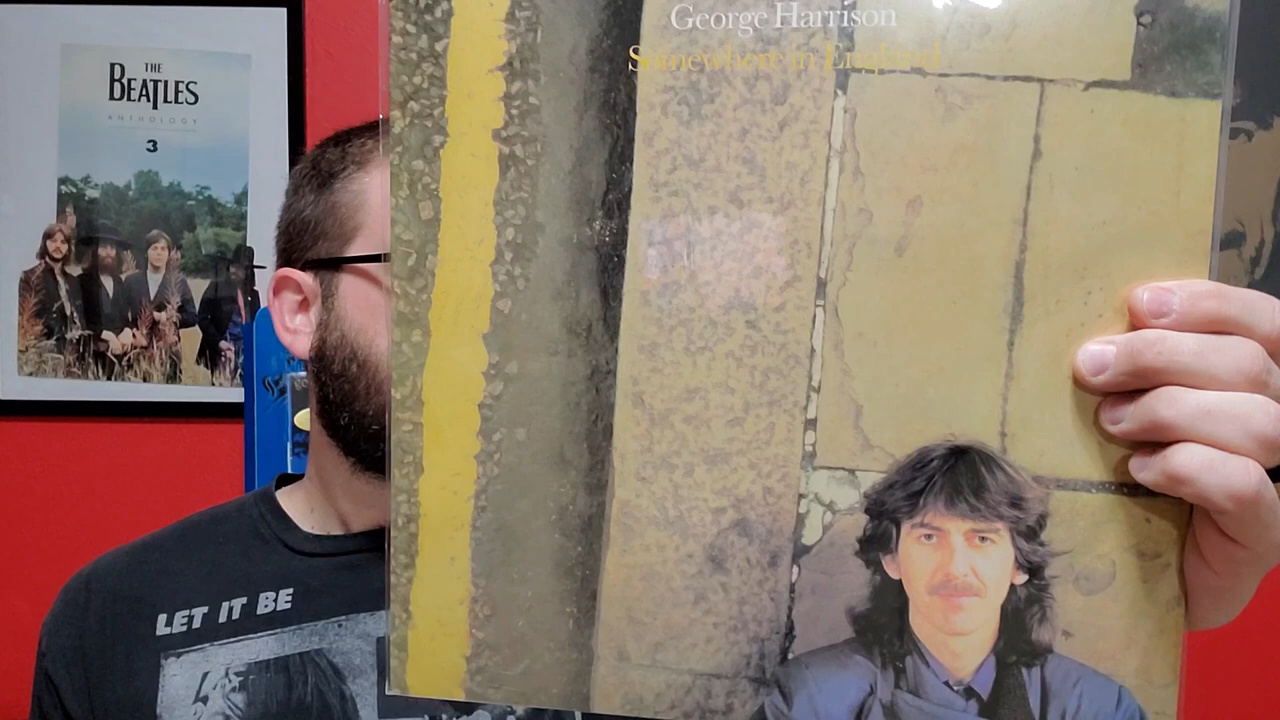 THE
BEATLES
ANTHOLOGY
3
George Harrison
Somewhere in England
LET IT BE